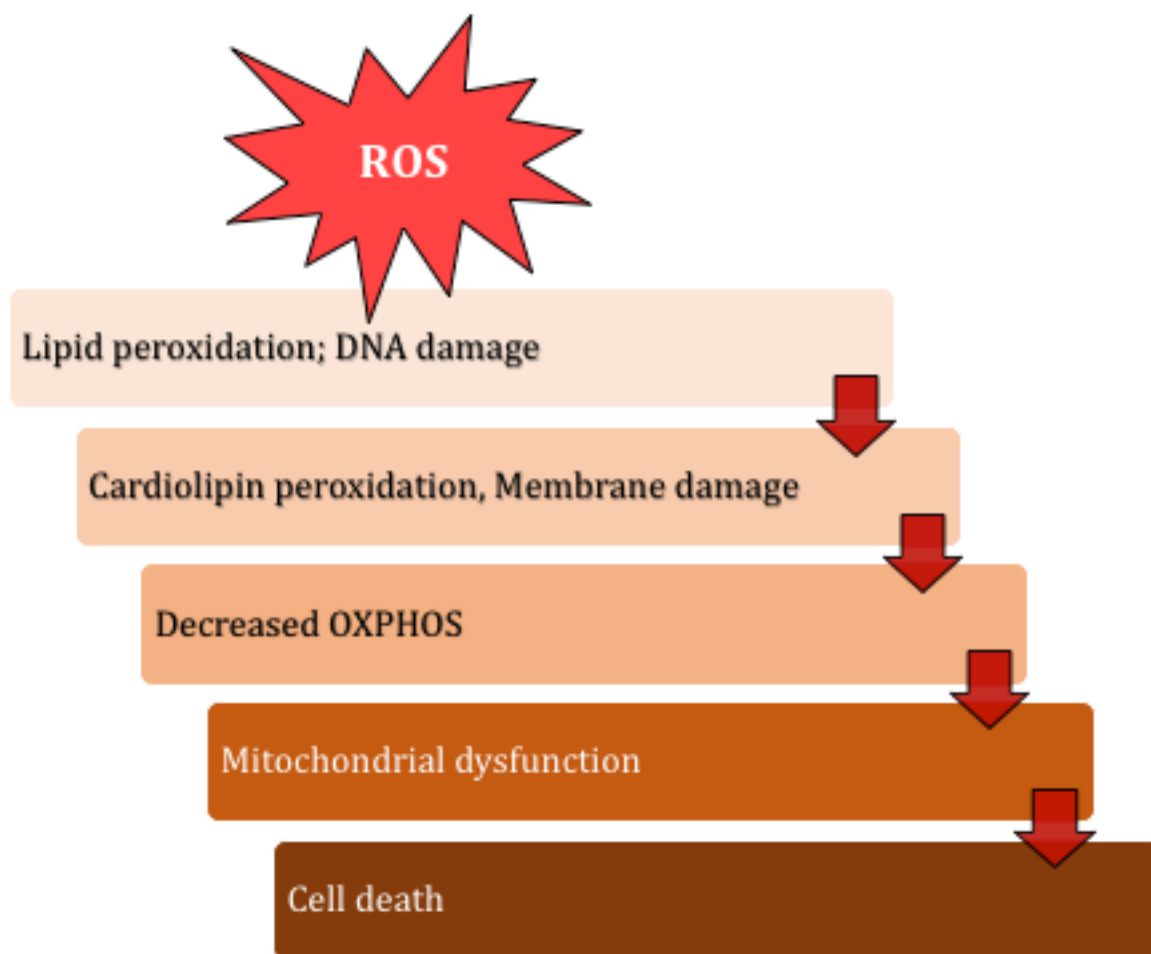 ROS
Lipid peroxidation; DNA damage
Cardiolipin peroxidation, Membrane damage
Decreased OXPHOS
Mitochondrial dysfunction
Cell death